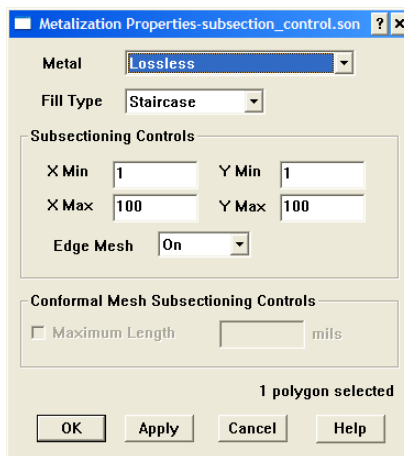 Metalization Properties-subsection_control.son ? ×
Metal Lossless
Fill Type Staircase
Subsectioning Controls
X Min 1 Y Min 1
X Max 100 Y Max 100
Edge Mesh On
Conformal Mesh Subsectioning Controls
Maximum Length mils
1 polygon selected
OK Apply Cancel Help